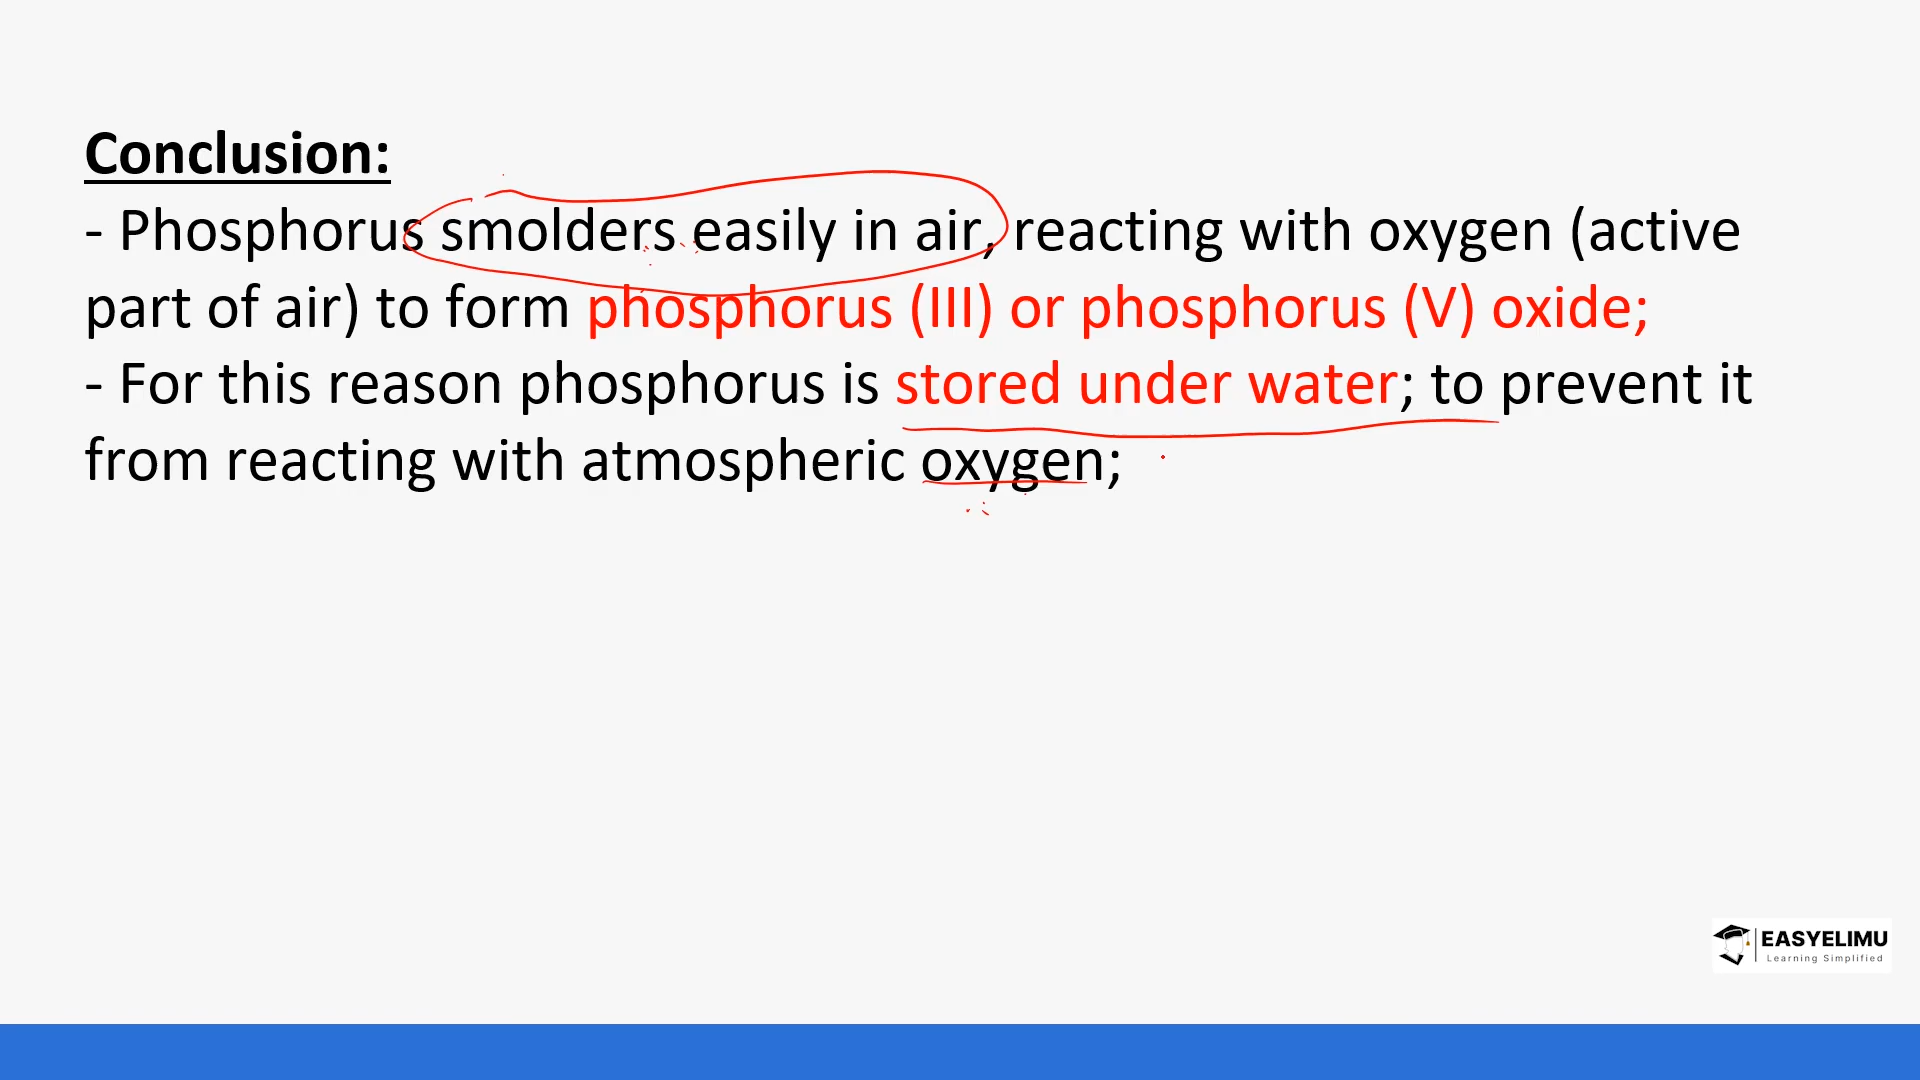 Conclusion:
- Phosphorus smolders easily in air, reacting with oxygen (active
part of air) to form phosphorus (III) or phosphorus (V) oxide;
- For this reason phosphorus is stored under water; to prevent it
from reacting with atmospheric oxygen;
EASYELIMU
Learning Simplified